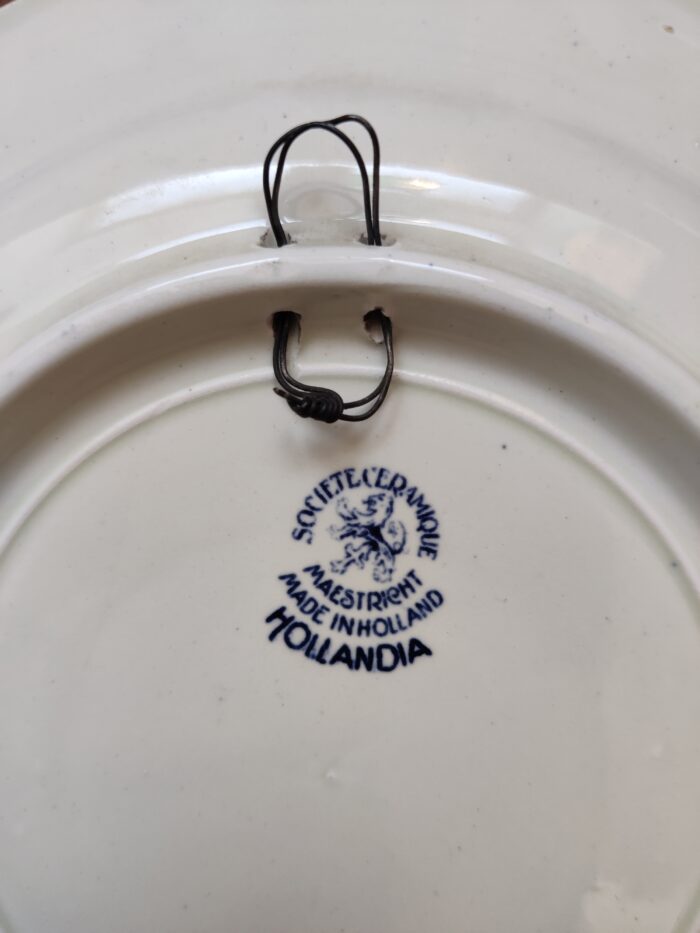 SOCIETE CERAMIQUE
MAESTRICHT
MADE IN HOLLAND
HOLLANDIA